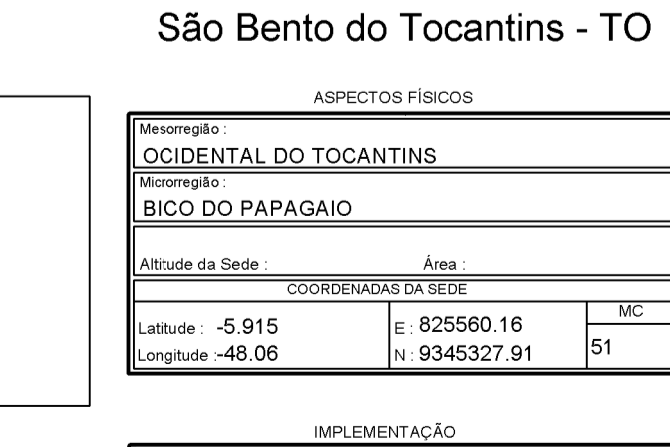 São Bento do Tocantins - TO
ASPECTOS FÍSICOS
Mesorregião :
OCIDENTAL DO TOCANTINS
Microrregião :
BICO DO PAPAGAIO
Altitude da Sede : Área :
COORDENADAS DA SEDE
Latitude : -5.915 E : 825560.16 MC
Longitude :-48.06 N : 9345327.91 51
IMPLEMENTAÇÃO